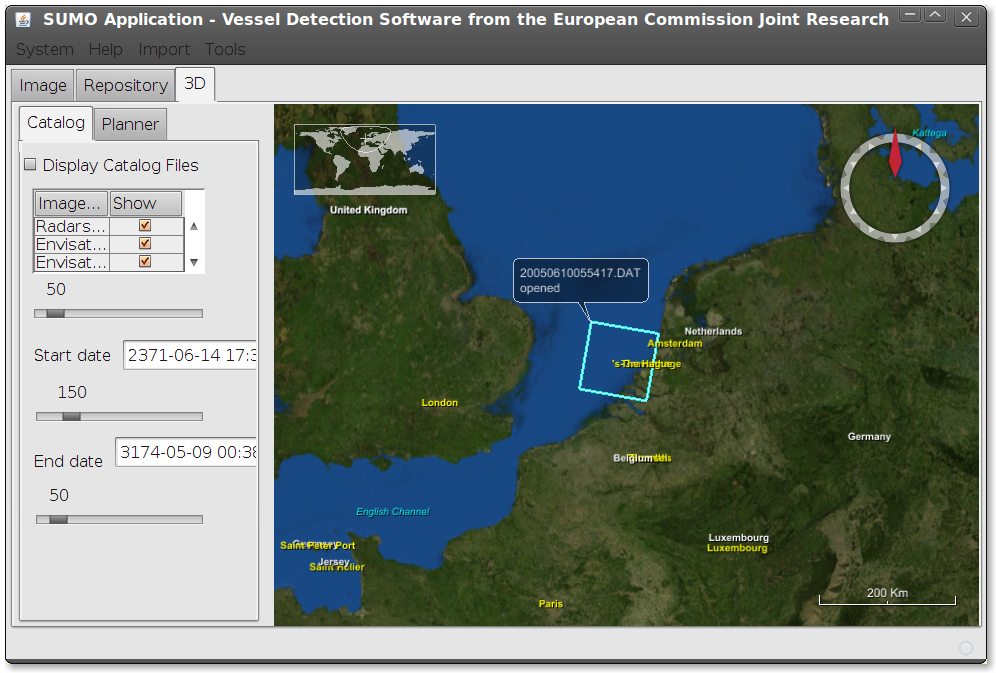 SUMO Application - Vessel Detection Software from the European Commission Joint Research
System Help Import Tools
Image Repository 3D
Catalog Planner
Display Catalog Files
Image... Show
Radars...
Envisat...
Envisat...
50
Start date 2371-06-14 17:3
150
End date 3174-05-09 00:38
50
Kattega
United Kingdom
20050610055417.DAT
opened
Netherlands
Amsterdam
The Hague
London
Germany
Belgium
English Channel
Luxembourg
Luxembourg
Saint Peter Port
Jersey
Saint Helier
Paris
200 Km